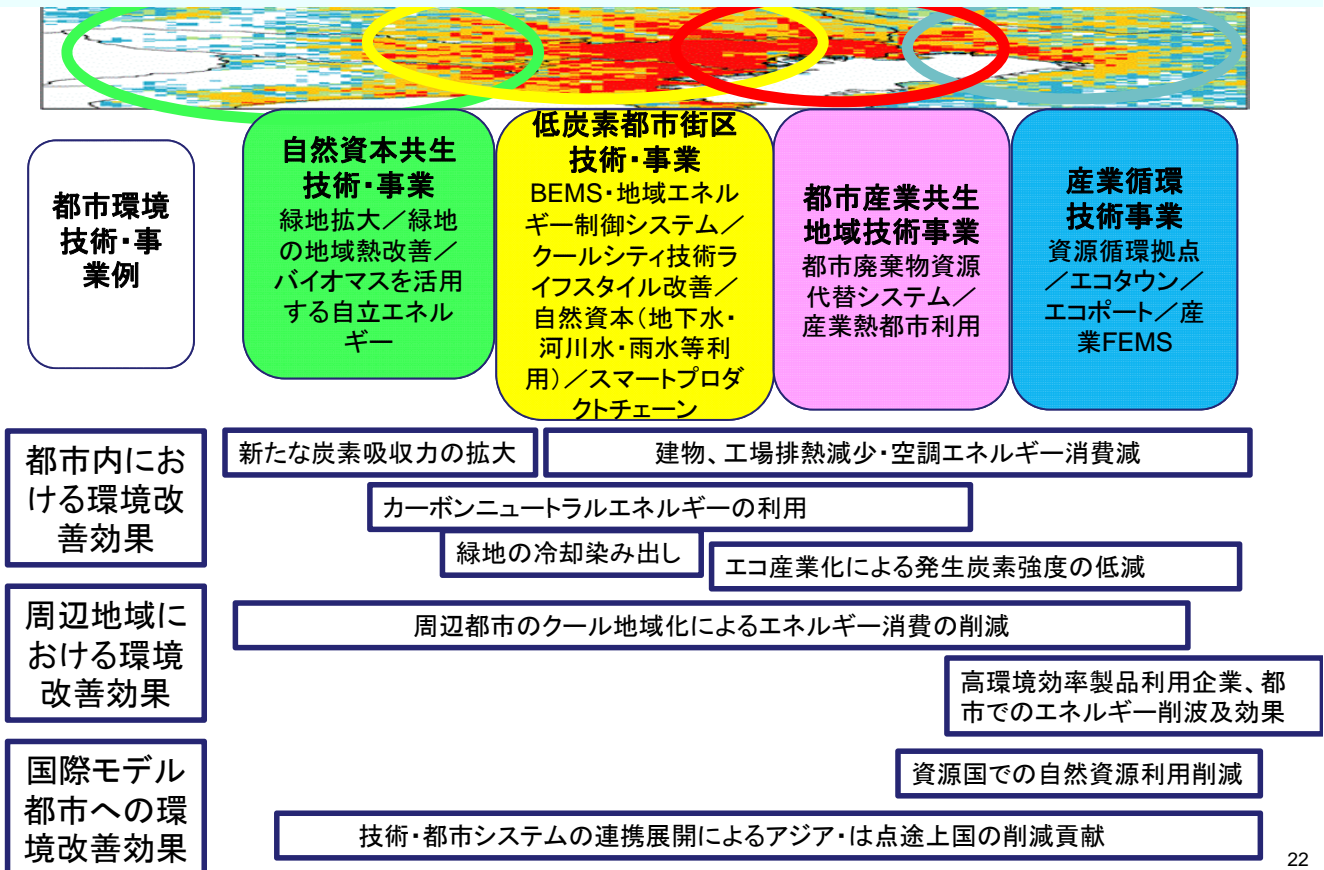 都市環境
技術・事
業例
自然資本共生
技術・事業
緑地拡大／緑地
の地域熱改善／
バイオマスを活用
する自立エネル
ギー
低炭素都市街区
技術・事業
BEMS・地域エネル
ギー制御システム／
クールシティ技術ラ
イフスタイル改善／
自然資本（地下水・
河川水・雨水等利
用）／スマートプロダ
クトチェーン
都市産業共生
地域技術事業
都市廃棄物資源
代替システム／
産業熱都市利用
産業循環
技術事業
資源循環拠点
／エコタウン／
エコポート／産
業FEMS
都市内にお
ける環境改
善効果
新たな炭素吸収力の拡大
建物、工場排熱減少・空調エネルギー消費減
カーボンニュートラルエネルギーの利用
緑地の冷却染み出し
エコ産業化による発生炭素強度の低減
周辺地域に
おける環境
改善効果
周辺都市のクール地域化によるエネルギー消費の削減
高環境効率製品利用企業、都
市でのエネルギー削波及効果
国際モデル
都市への環
境改善効果
資源国での自然資源利用削減
技術・都市システムの連携展開によるアジア・は点途上国の削減貢献
22